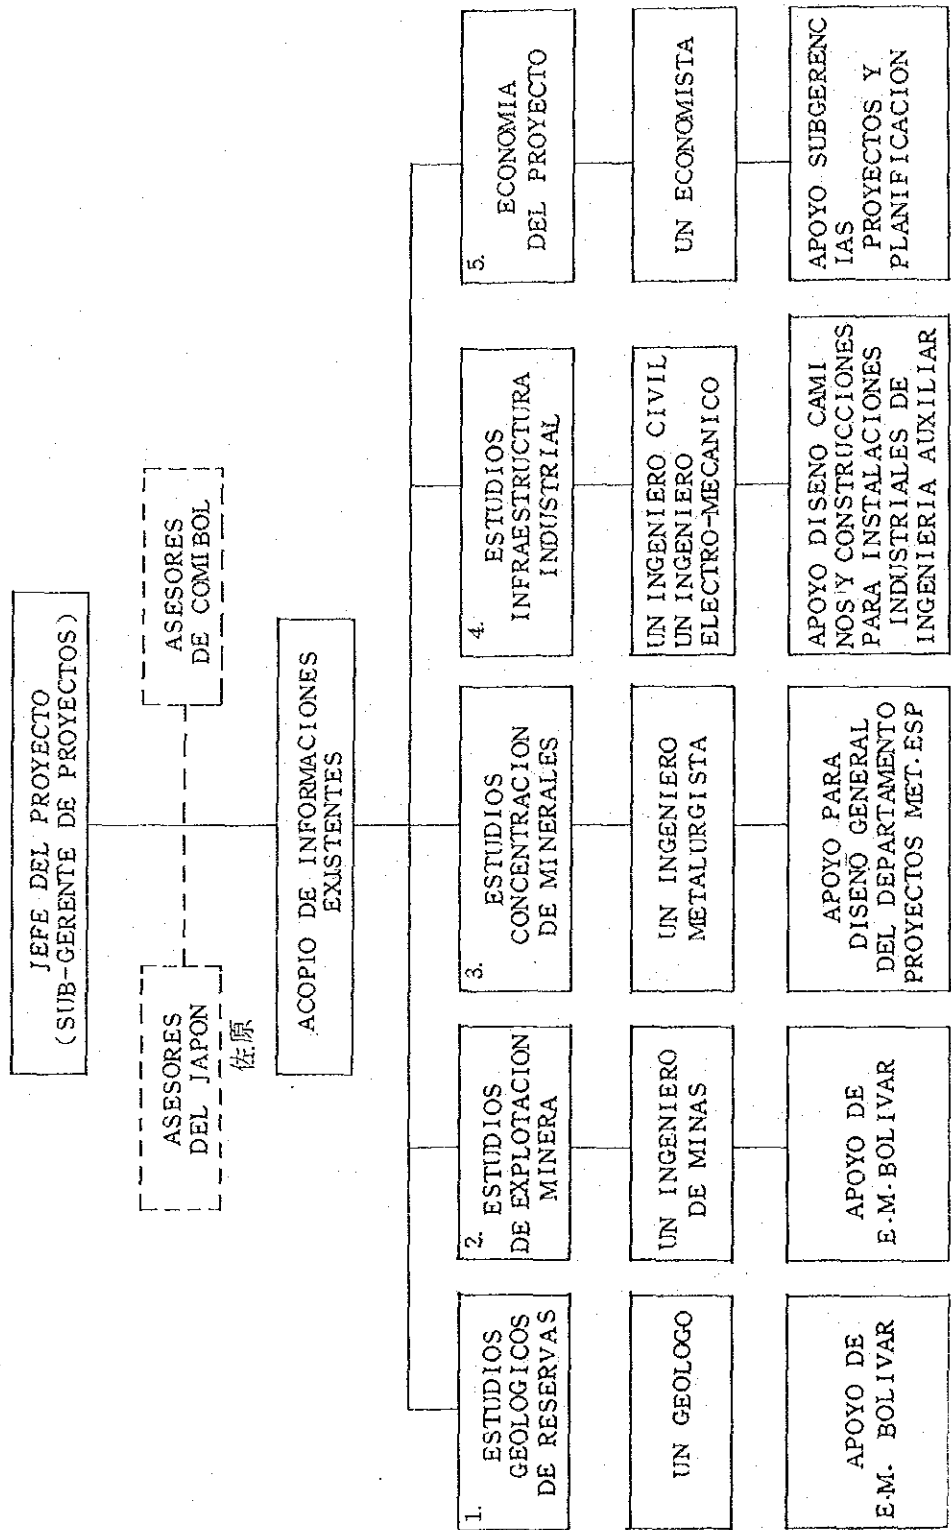 JEFE DEL PROYECTO
(SUB-GERENTE DE PROYECTOS)
ASESORES
DEL JAPON
佐原
ASESORES
DE COMIBOL
ACOPIO DE INFORMACIONES
EXISTENTES
1.
ESTUDIOS
GEOLOGICOS
DE RESERVAS
UN GEOLOGO
APOYO DE
E.M. BOLIVAR
2. ESTUDIOS
DE EXPLOTACION
MINERA
UN INGENIERO
DE MINAS
APOYO DE
E.M.BOLIVAR
3.
ESTUDIOS
CONCENTRACION
DE MINERALES
UN INGENIERO
METALURGISTA
APOYO PARA
DISEÑO GENERAL
DEL DEPARTAMENTO
PROYECTOS MET.ESP
4.
ESTUDIOS
INFRAESTRUCTURA
INDUSTRIAL
UN INGENIERO CIVIL
UN INGENIERO
ELECTRO-MECANICO
APOYO DISENO CAMI
NOS Y CONSTRUCCIONES
PARA INSTALACIONES
INDUSTRIALES DE
INGENIERIA AUXILIAR
5.
ECONOMIA
DEL PROYECTO
UN ECONOMISTA
APOYO SUBGERENC
IAS PROYECTOS Y
PLANIFICACION